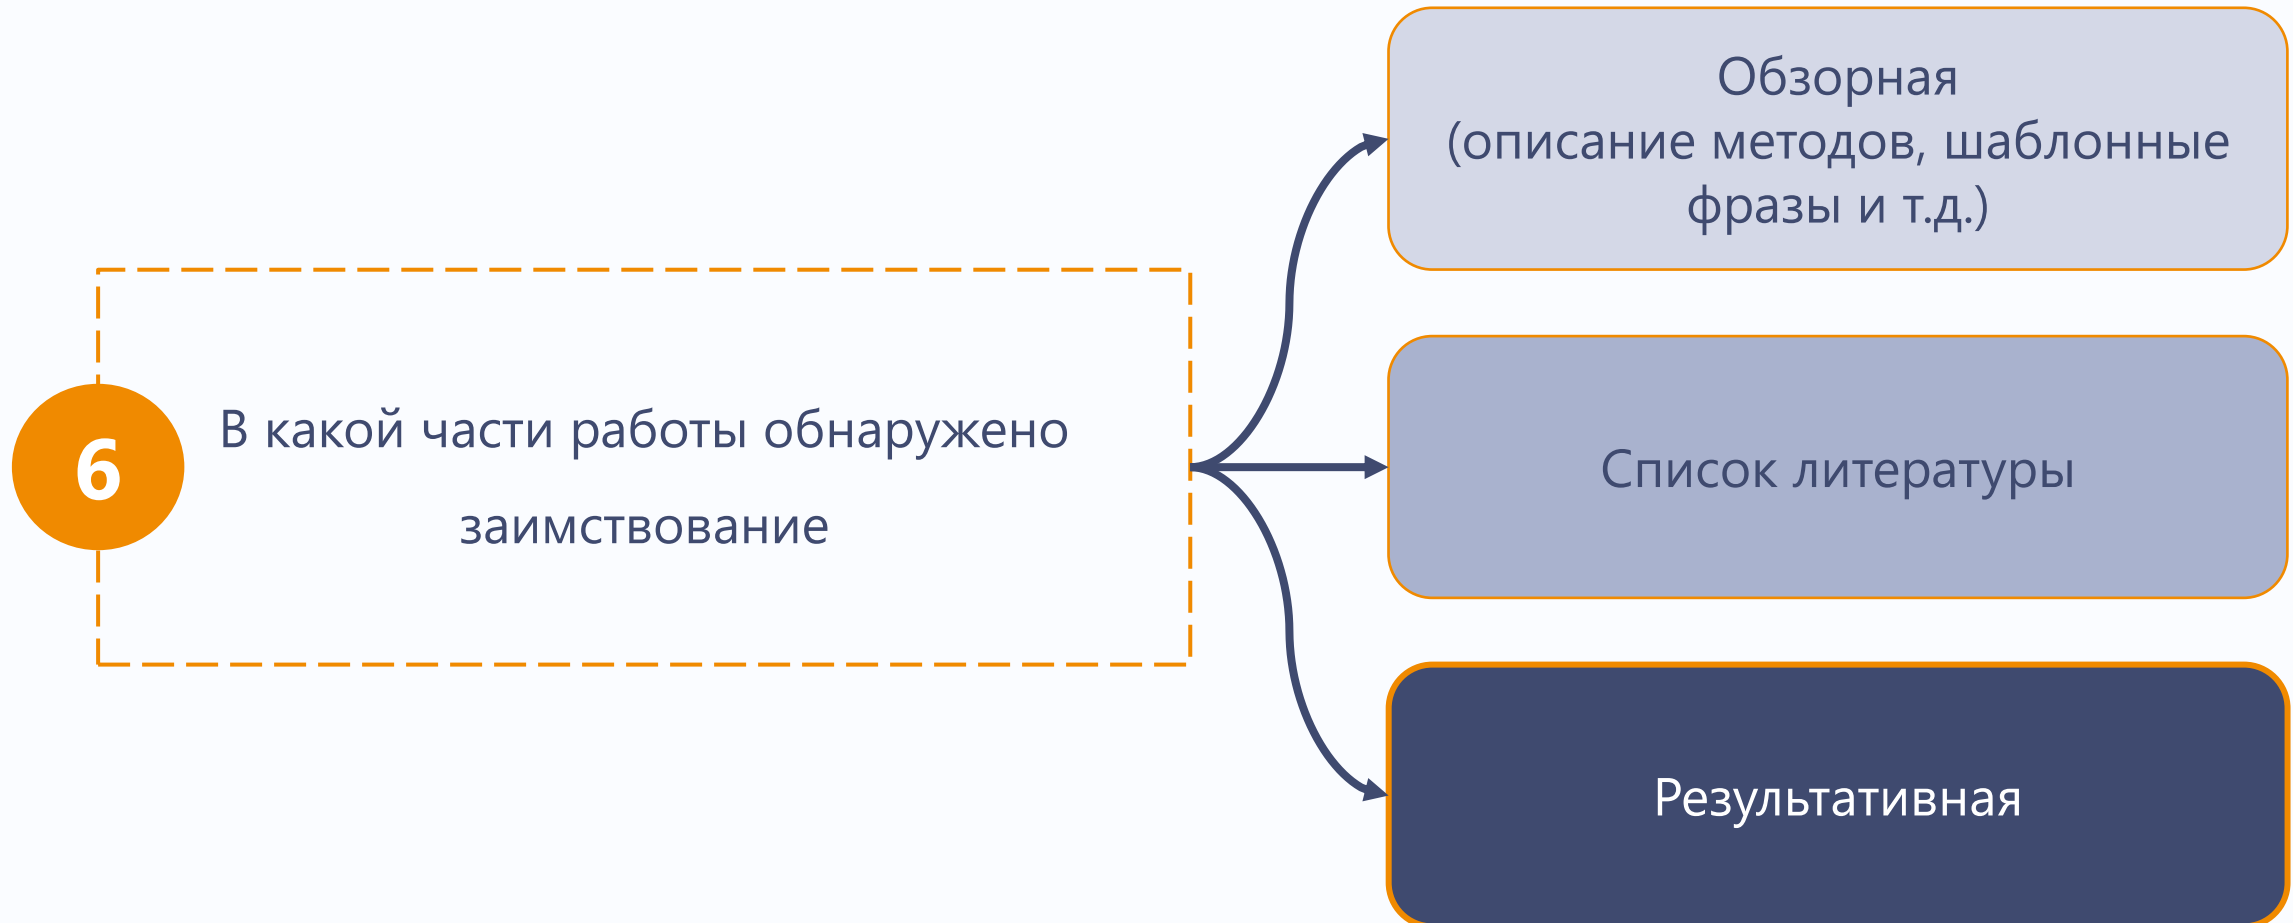 6
В какой части работы обнаружено
заимствование
Обзорная
(описание методов, шаблонные
фразы и т.д.)
Список литературы
Результативная